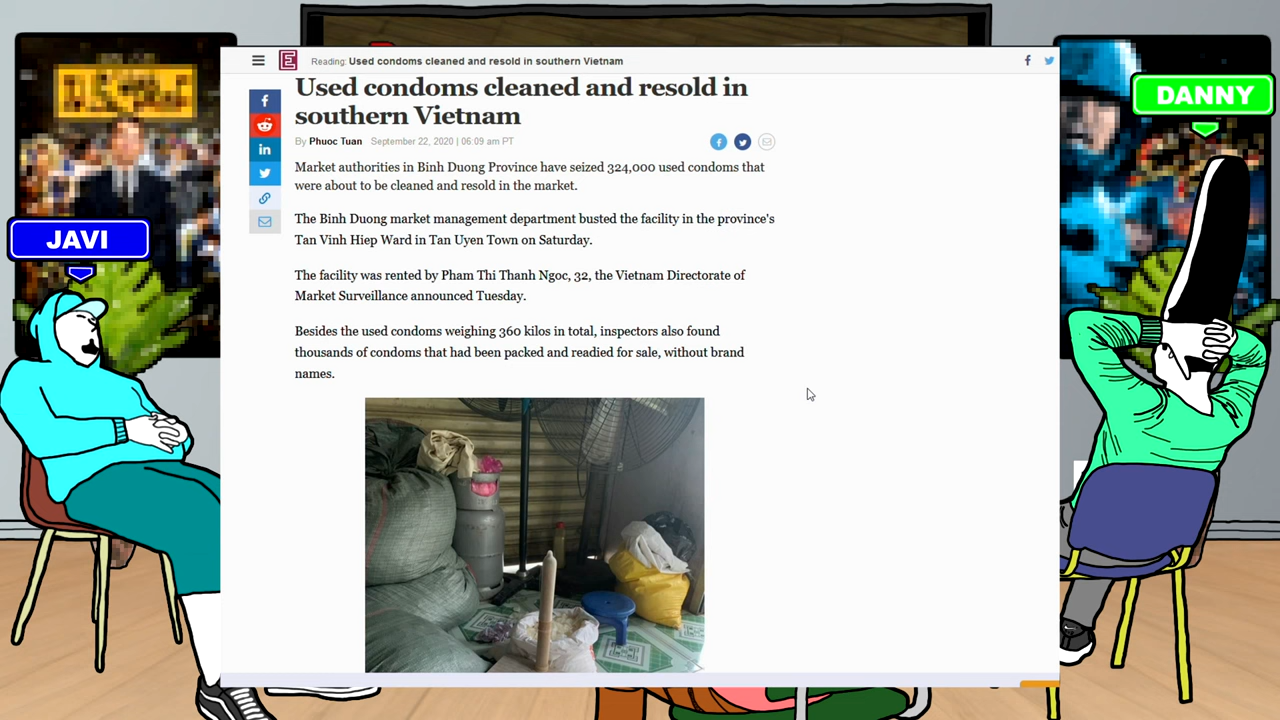 Reading: Used condoms cleaned and resold in southern Vietnam
Used condoms cleaned and resold in
southern Vietnam
By Phuoc Tuan September 22, 2020 | 06:09 am PT
Market authorities in Binh Duong Province have seized 324,000 used condoms that
were about to be cleaned and resold in the market.
The Binh Duong market management department busted the facility in the province's
Tan Vinh Hiep Ward in Tan Uyen Town on Saturday.
The facility was rented by Pham Thi Thanh Ngoc, 32, the Vietnam Directorate of
Market Surveillance announced Tuesday.
Besides the used condoms weighing 360 kilos in total, inspectors also found
thousands of condoms that had been packed and readied for sale, without brand
names.
JAVI
DANNY